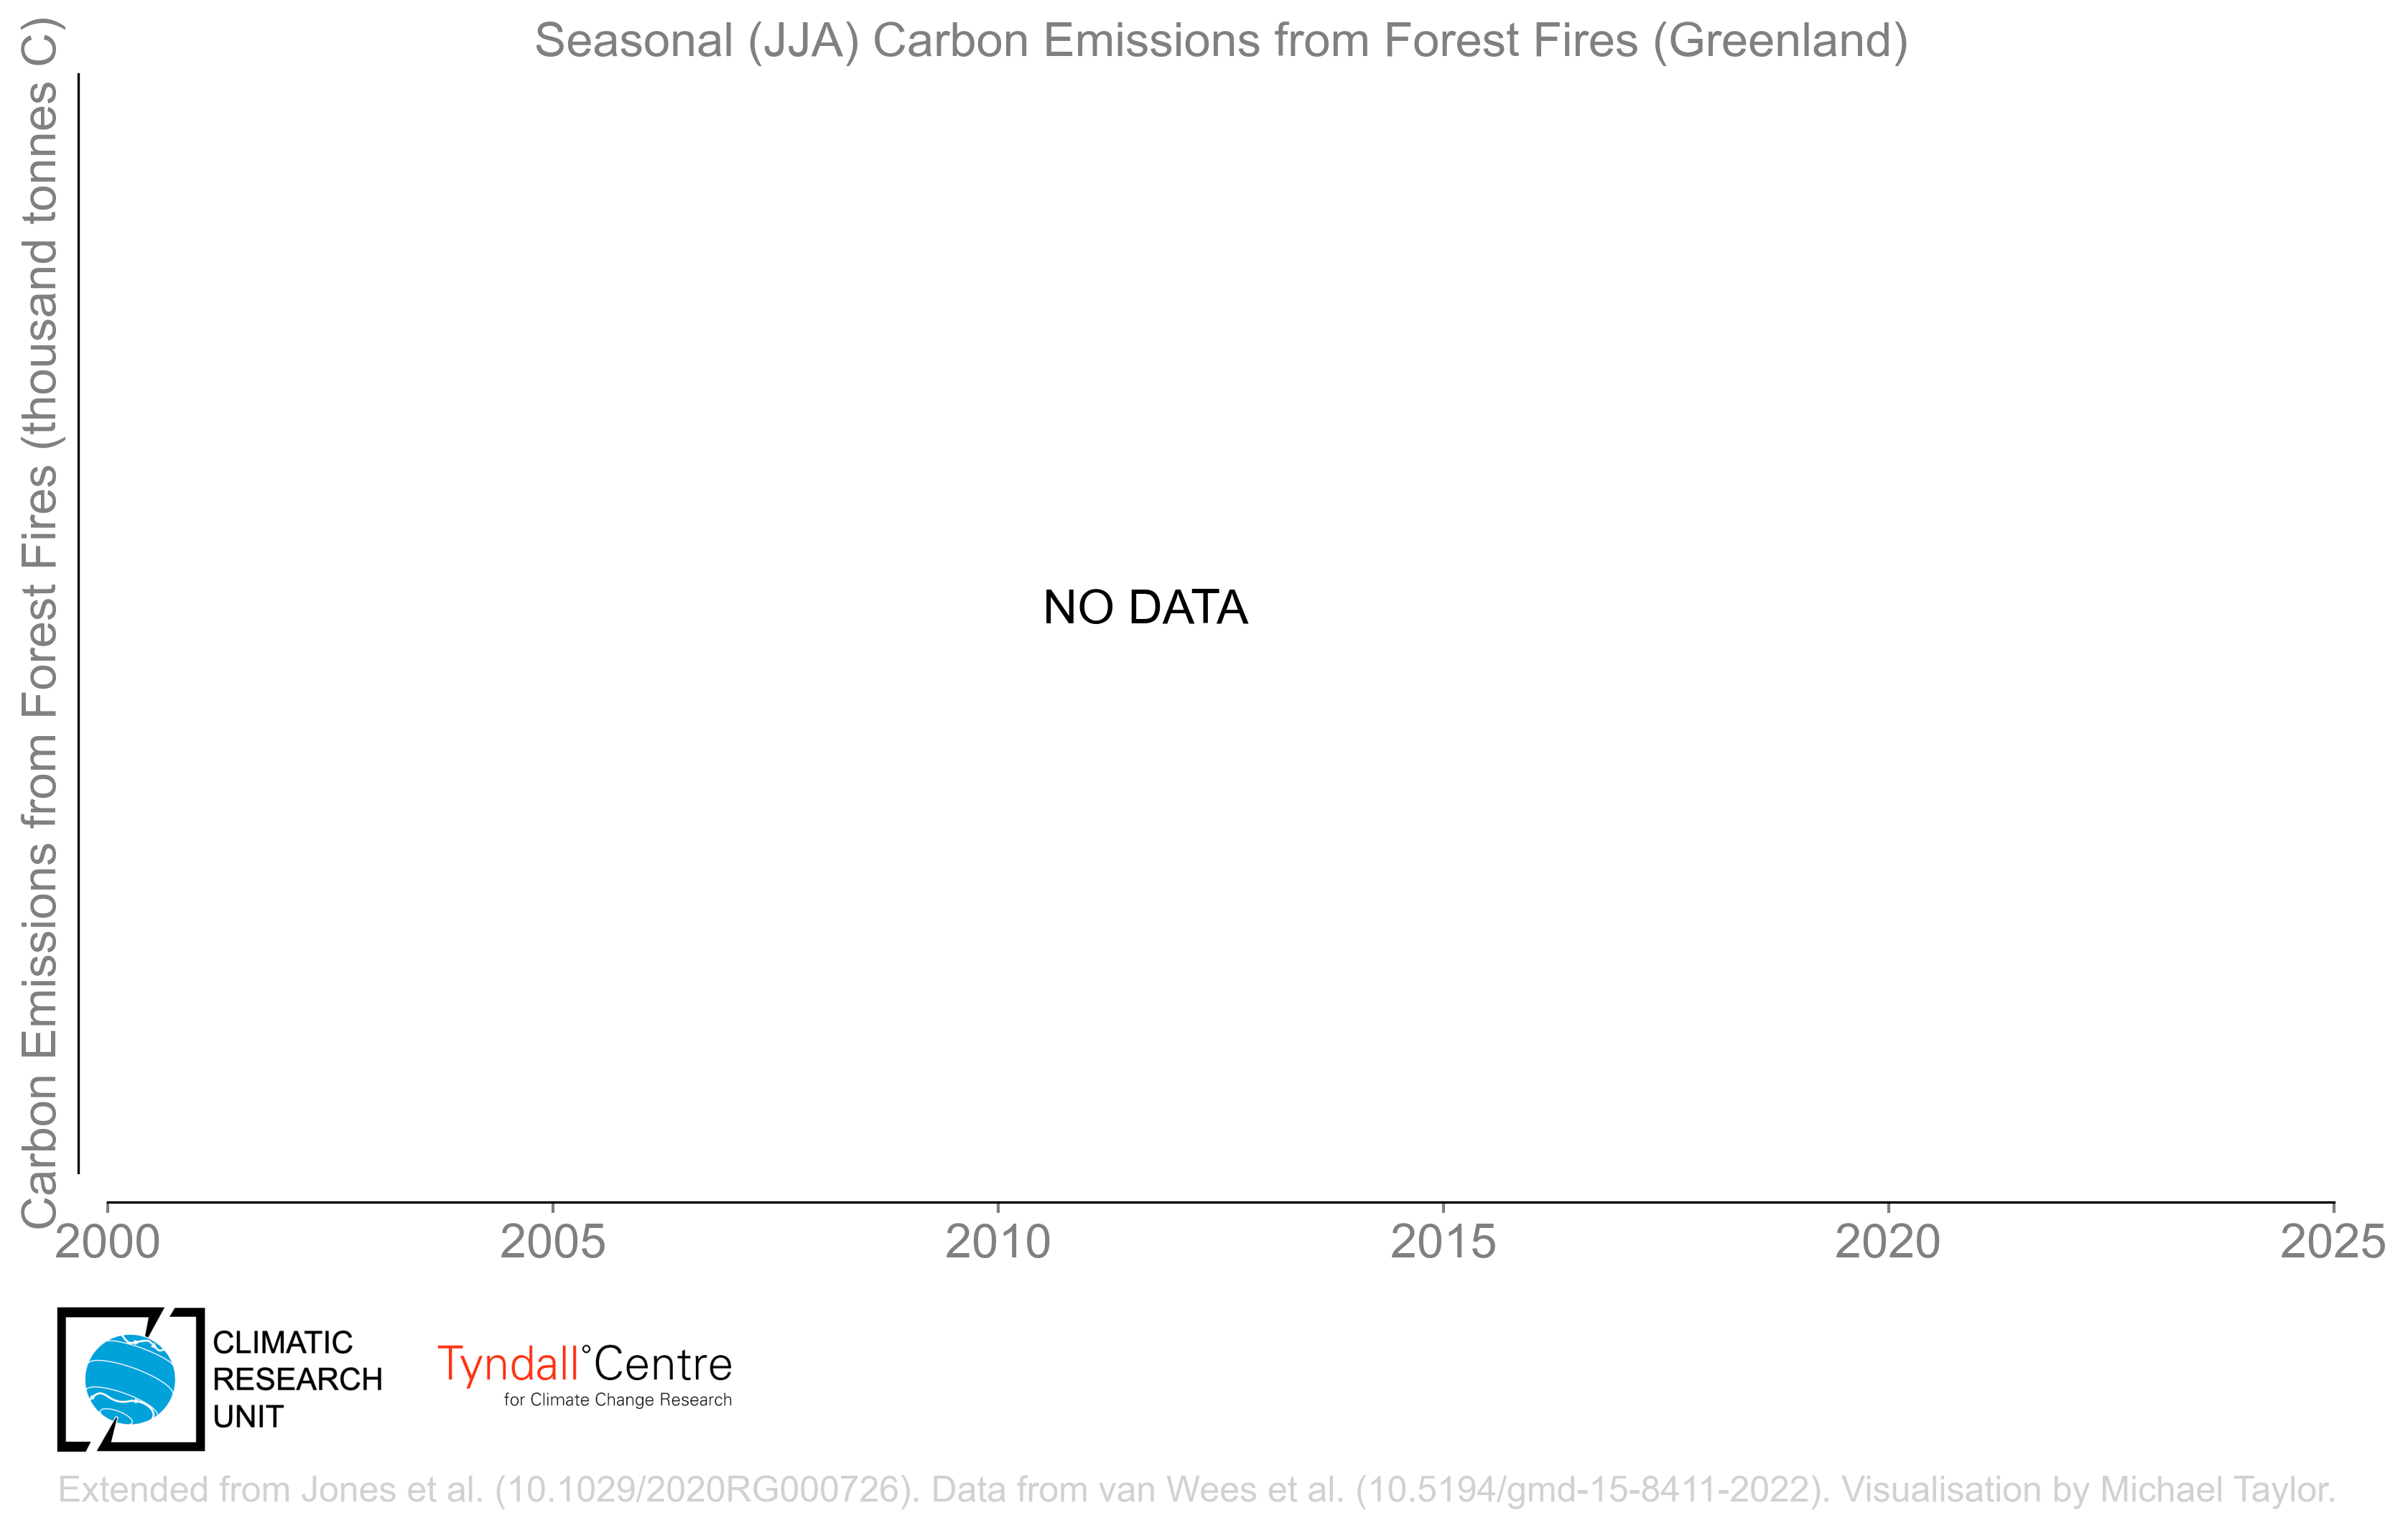 Seasonal (JJA) Carbon Emissions from Forest Fires (Greenland)
Carbon Emissions from Forest Fires (thousand tonnes C)
NO DATA
2000 2005 2010 2015 2020 2025
CLIMATIC
RESEARCH
UNIT
Tyndall°Centre
for Climate Change Research
Extended from Jones et al. (10.1029/2020RG000726). Data from van Wees et al. (10.5194/gmd-15-8411-2022). Visualisation by Michael Taylor.